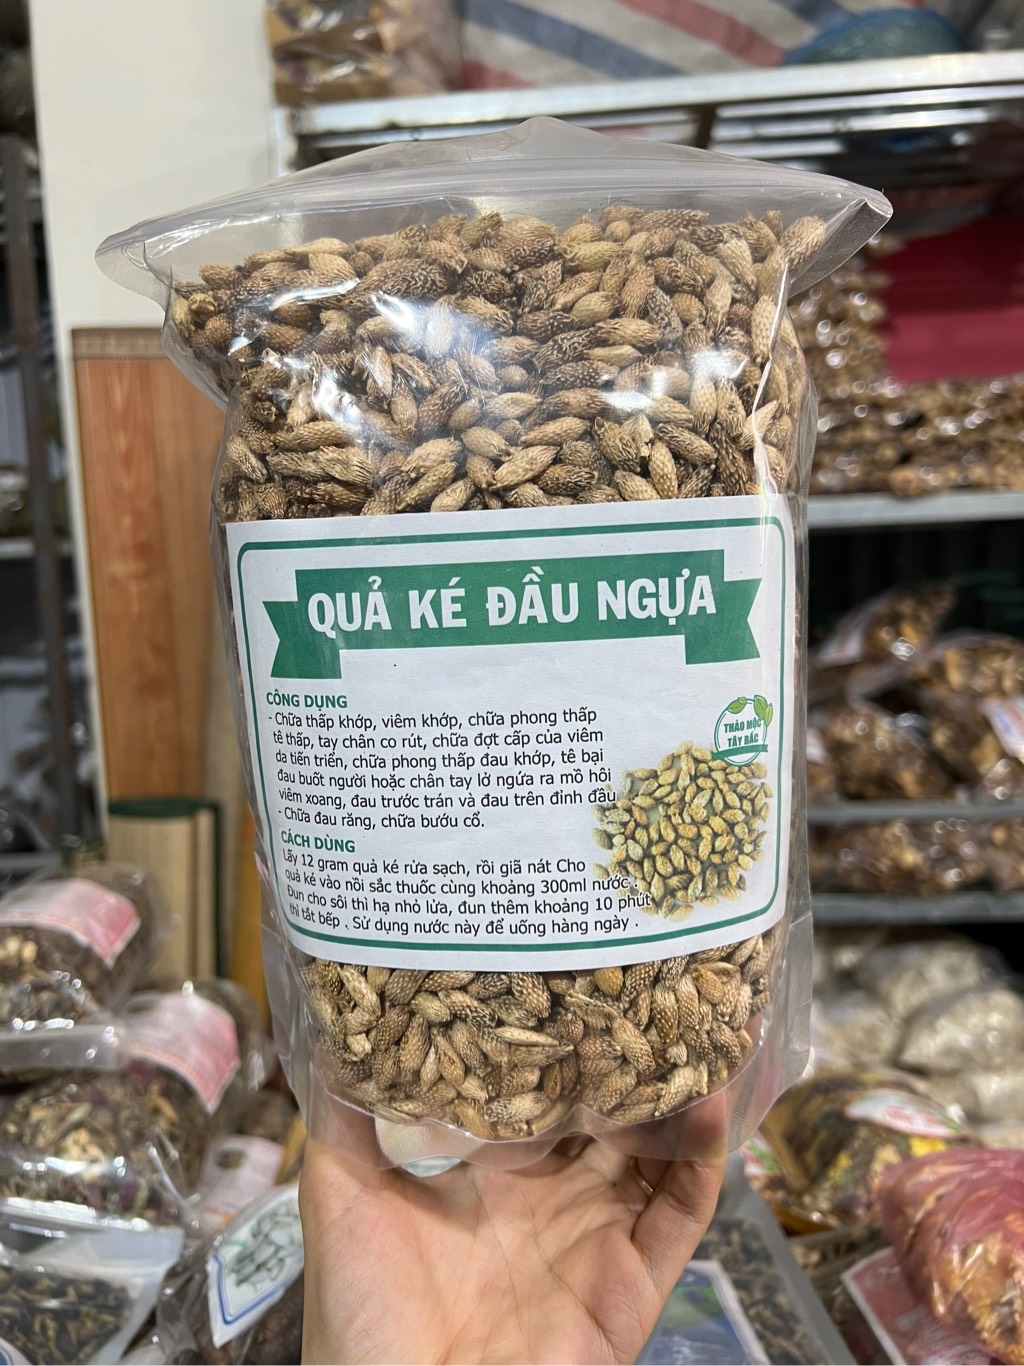 QUẢ KÉ ĐẦU NGỰA
CÔNG DỤNG
- Chữa thấp khớp, viêm khớp, chữa phong thấp
tê thấp, tay chân co rút, chữa đợt cấp của viêm
da tiến triển, chữa phong thấp đau khớp, tê bại
đau buốt người hoặc chân tay lở ngứa ra mồ hôi
viêm xoang, đau trước trán và đau trên đỉnh đầu
- Chữa đau răng, chữa bướu cổ.
THẢO MỘC
TÂY BẮC
CÁCH DÙNG
Lấy 12 gram quả ké rửa sạch, rồi giã nát Cho
quả ké vào nồi sắc thuốc cùng khoảng 300ml nước .
Đun cho sôi thì hạ nhỏ lửa, đun thêm khoảng 10 phút
thì tắt bếp . Sử dụng nước này để uống hàng ngày .